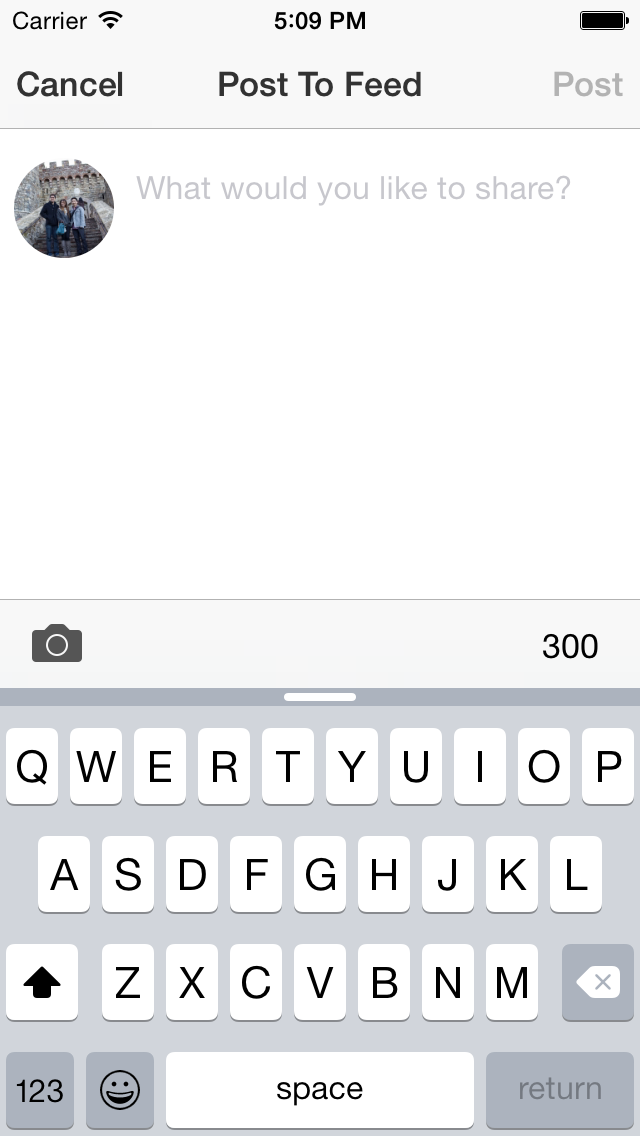 Carrier 5:09 PM
Cancel Post To Feed Post
What would you like to share?
300
Q W E R T Y U I O P
A S D F G H J K L
Z X C V B N M
123 space return